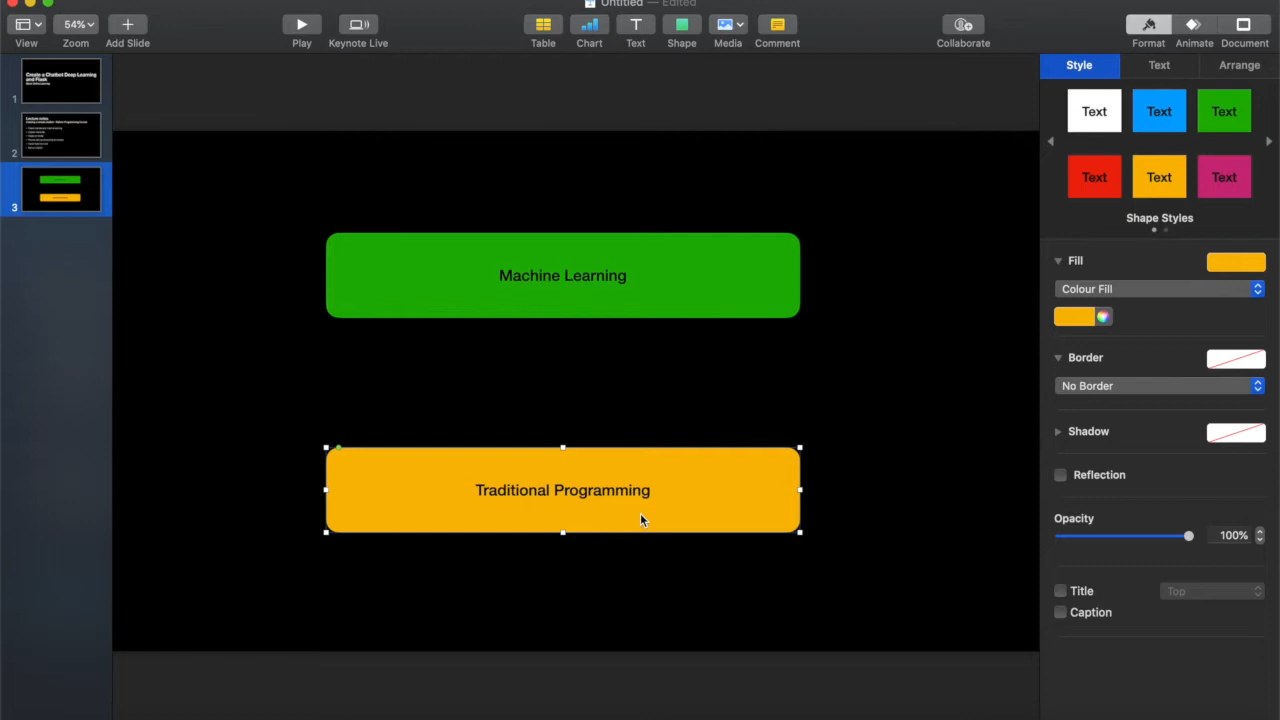 Untitled — Edited
54%
View
Zoom
Add Slide
Play
Keynote Live
Table
Chart
Text
Shape
Media
Comment
Collaborate
Format
Animate
Document
1
Create a Chatbot Deep Learning
and Flask
2
Lecture notes
3
Machine Learning
Traditional Programming
Style
Text
Arrange
Text
Text
Text
Text
Text
Text
Shape Styles
Fill
Colour Fill
Border
No Border
Shadow
Reflection
Opacity
100%
Title
Top
Caption